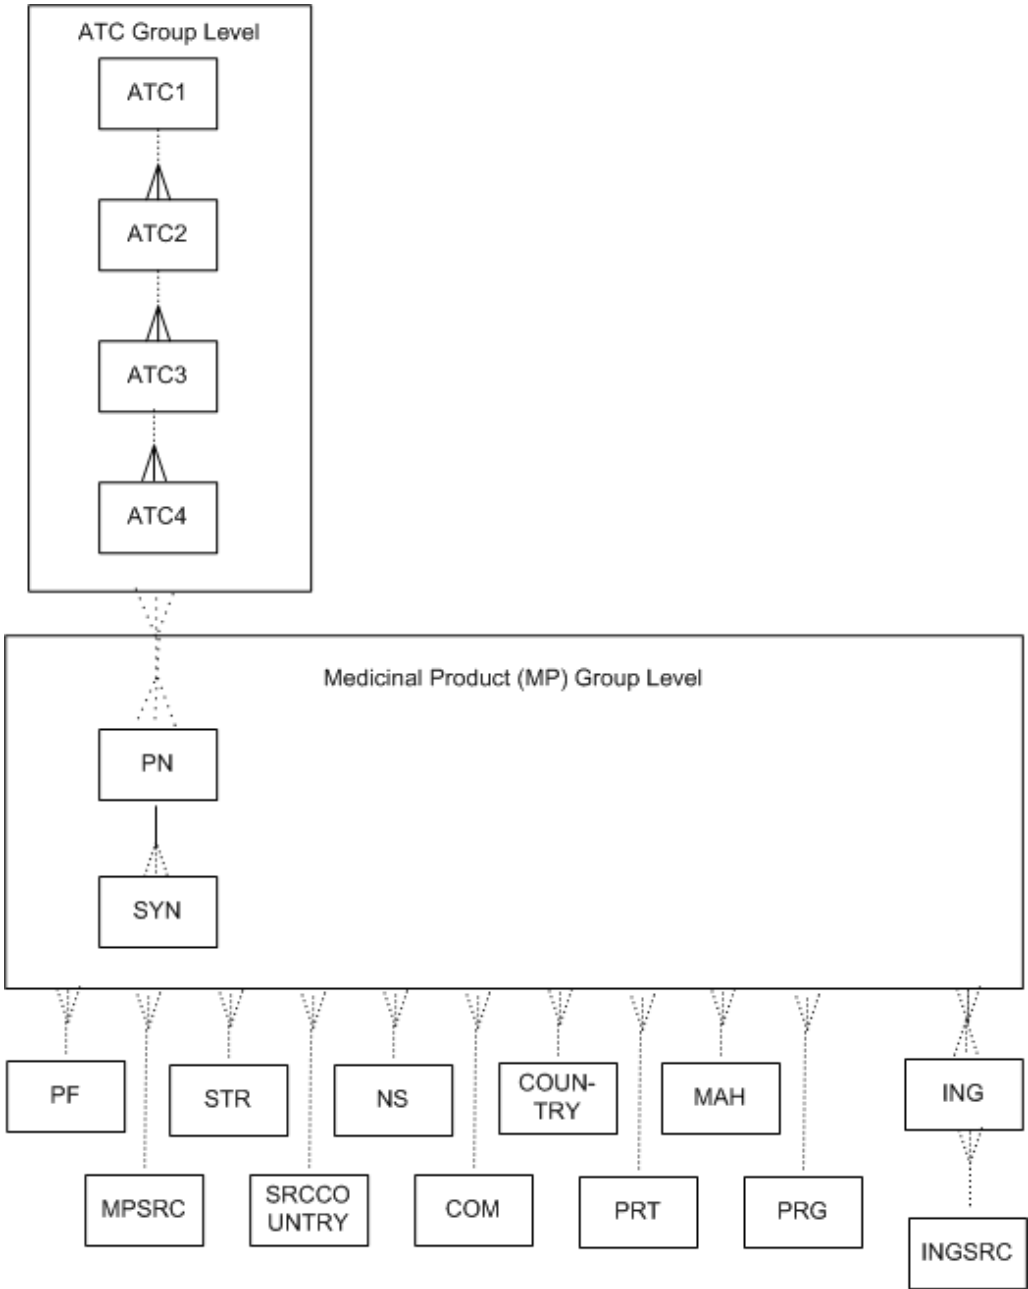 ATC Group Level
ATC1
ATC2
ATC3
ATC4
Medicinal Product (MP) Group Level
PN
SYN
PF
STR
NS
COUN-
TRY
MAH
ING
MPSRC
SRCCO
UNTRY
COM
PRT
PRG
INGSRC